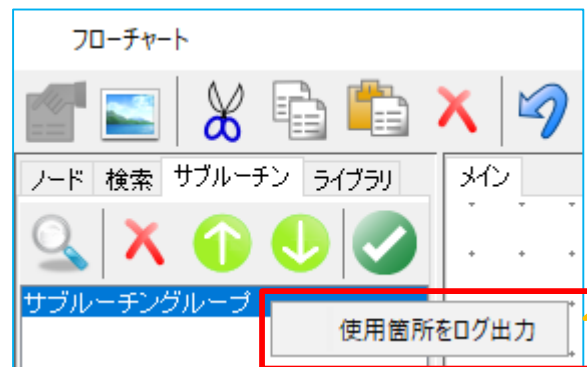 フローチャート
ノード 検索 サブルーチン ライブラリ メイン
サブルーチングループ
使用箇所をログ出力